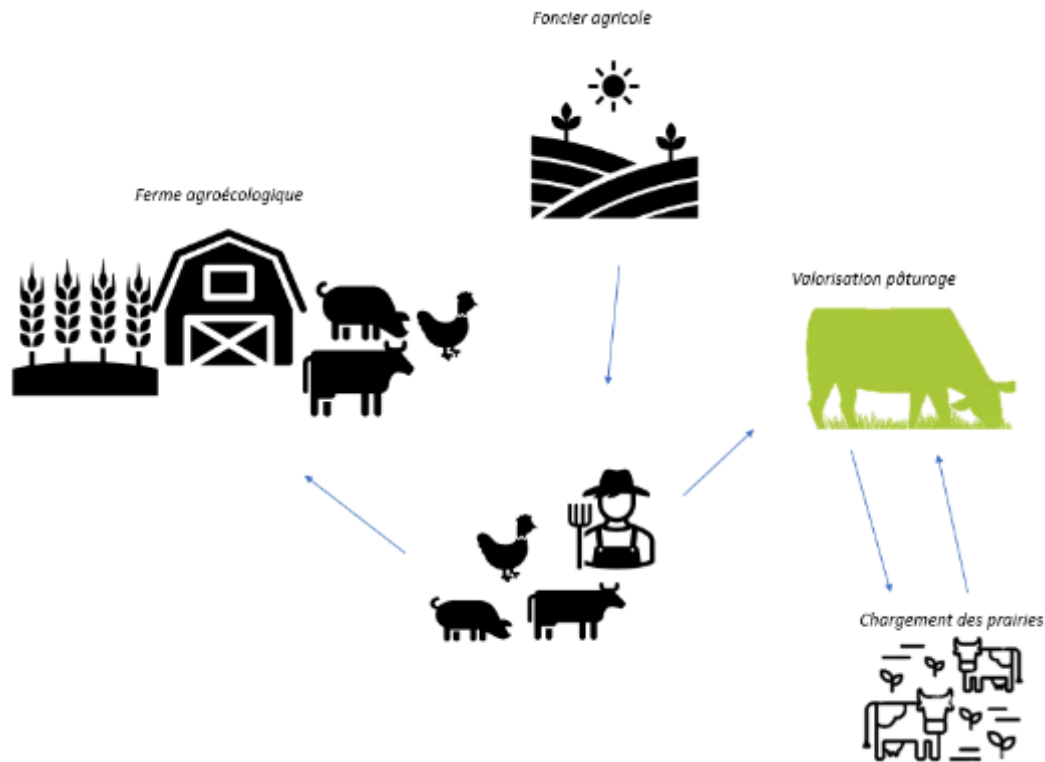 Foncier agricole
Ferme agroécologique
Valorisation pâturage
Chargement des prairies